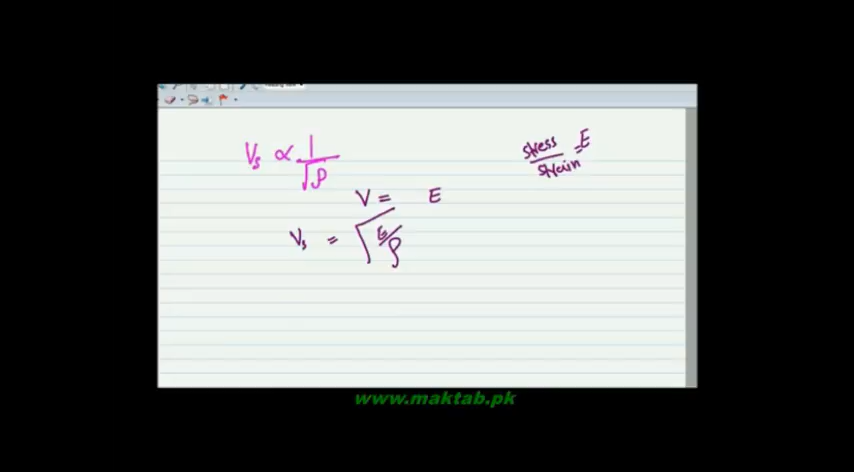 Vs ∝ 1/√ρ
stress/strain = E
V = E
Vs = √E/ρ
www.maktab.pk